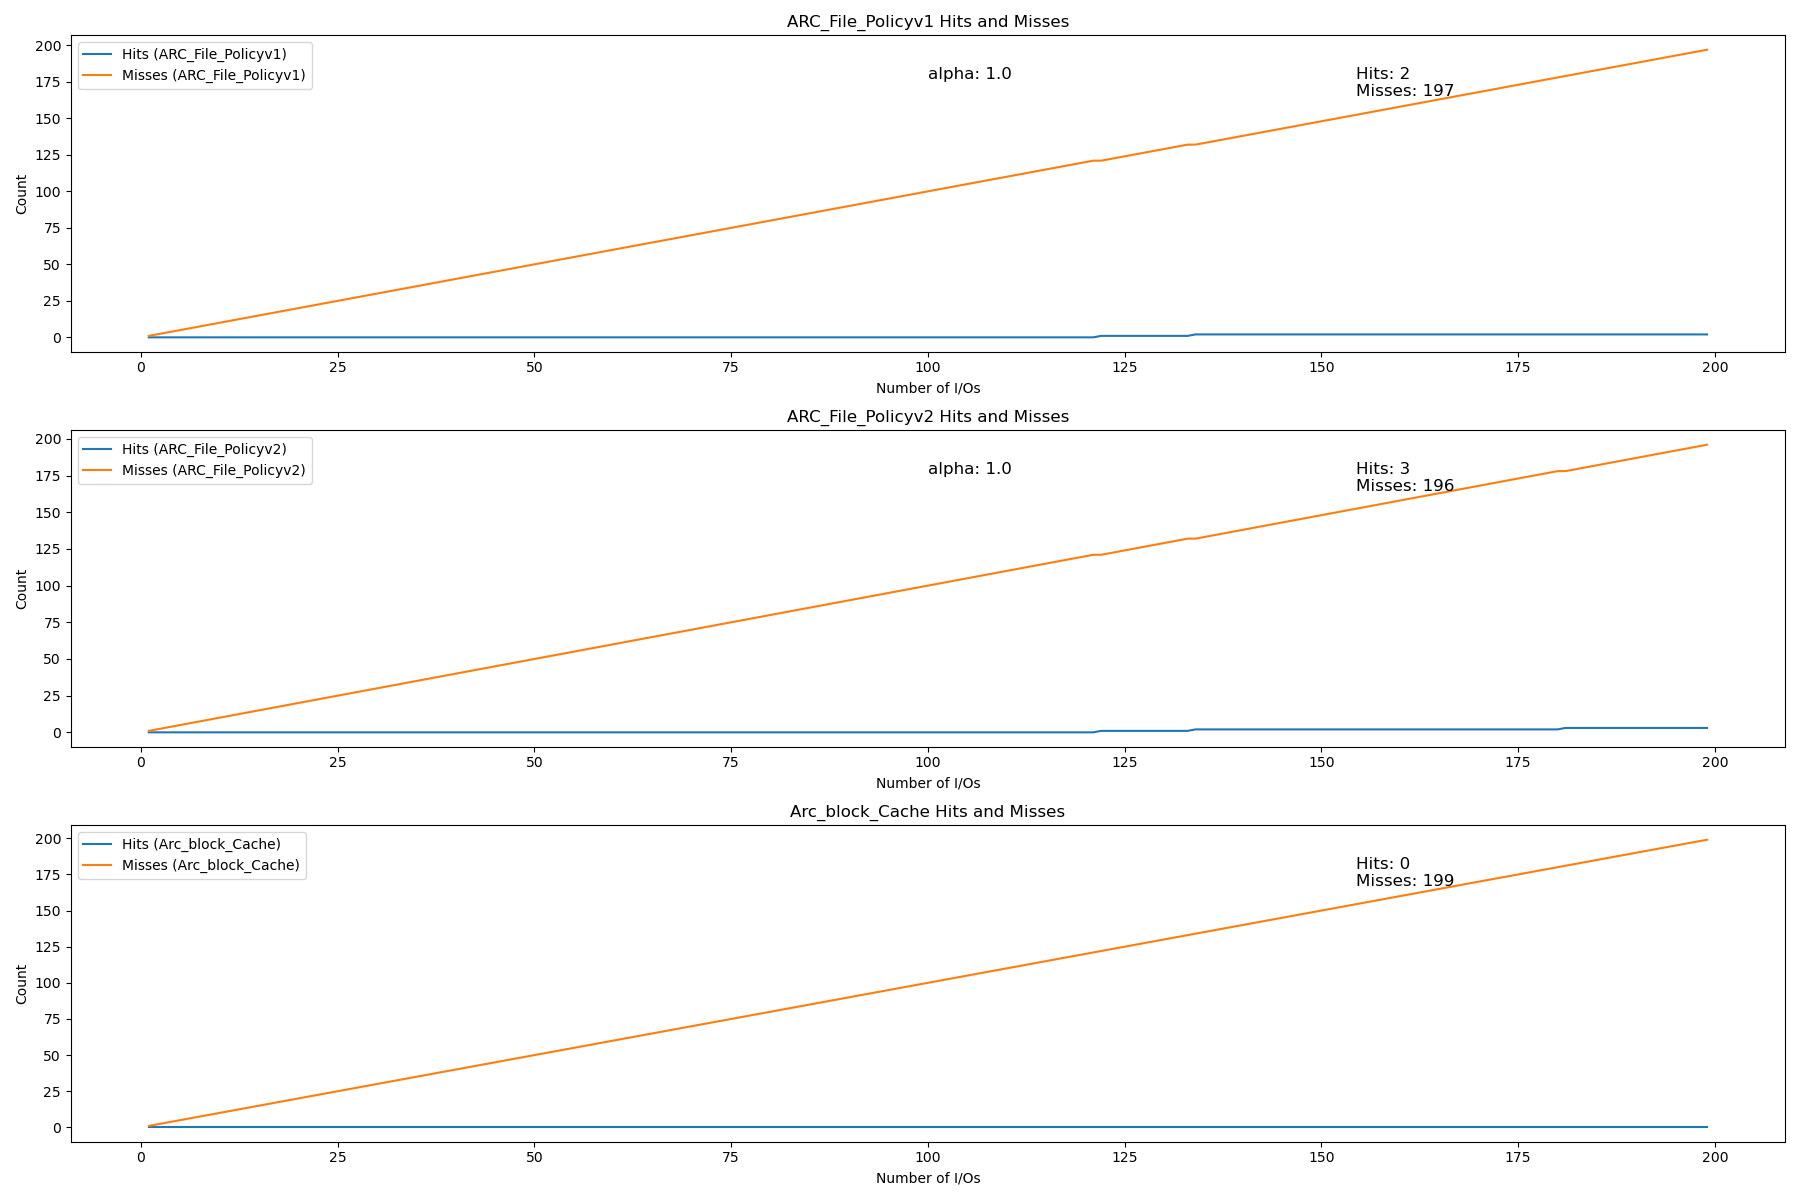 ARC_File_Policyv1 Hits and Misses
Hits (ARC_File_Policyv1)
Misses (ARC_File_Policyv1)
alpha: 1.0
Hits: 2
Misses: 197
200
175
150
125
100
75
50
25
0
Count
0 25 50 75 100 125 150 175 200
Number of I/Os
ARC_File_Policyv2 Hits and Misses
Hits (ARC_File_Policyv2)
Misses (ARC_File_Policyv2)
alpha: 1.0
Hits: 3
Misses: 196
200
175
150
125
100
75
50
25
0
Count
0 25 50 75 100 125 150 175 200
Number of I/Os
Arc_block_Cache Hits and Misses
Hits (Arc_block_Cache)
Misses (Arc_block_Cache)
Hits: 0
Misses: 199
200
175
150
125
100
75
50
25
0
Count
0 25 50 75 100 125 150 175 200
Number of I/Os